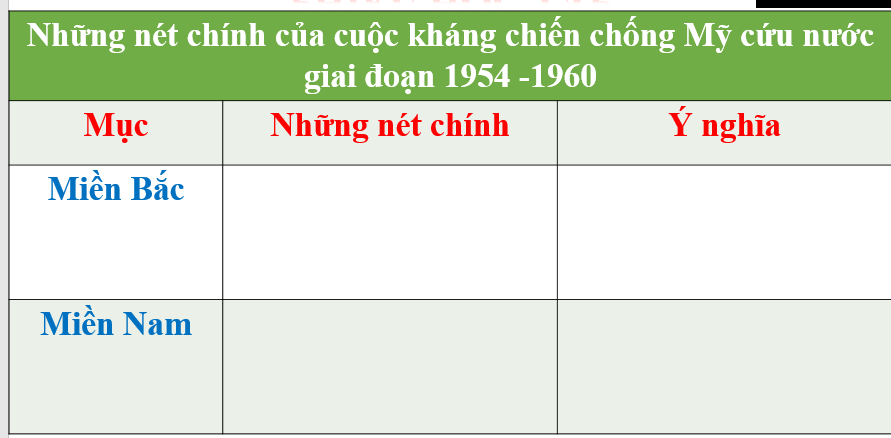 Những nét chính của cuộc kháng chiến chống Mỹ cứu nước
giai đoạn 1954 -1960
Mục Những nét chính Ý nghĩa
Miền Bắc
Miền Nam